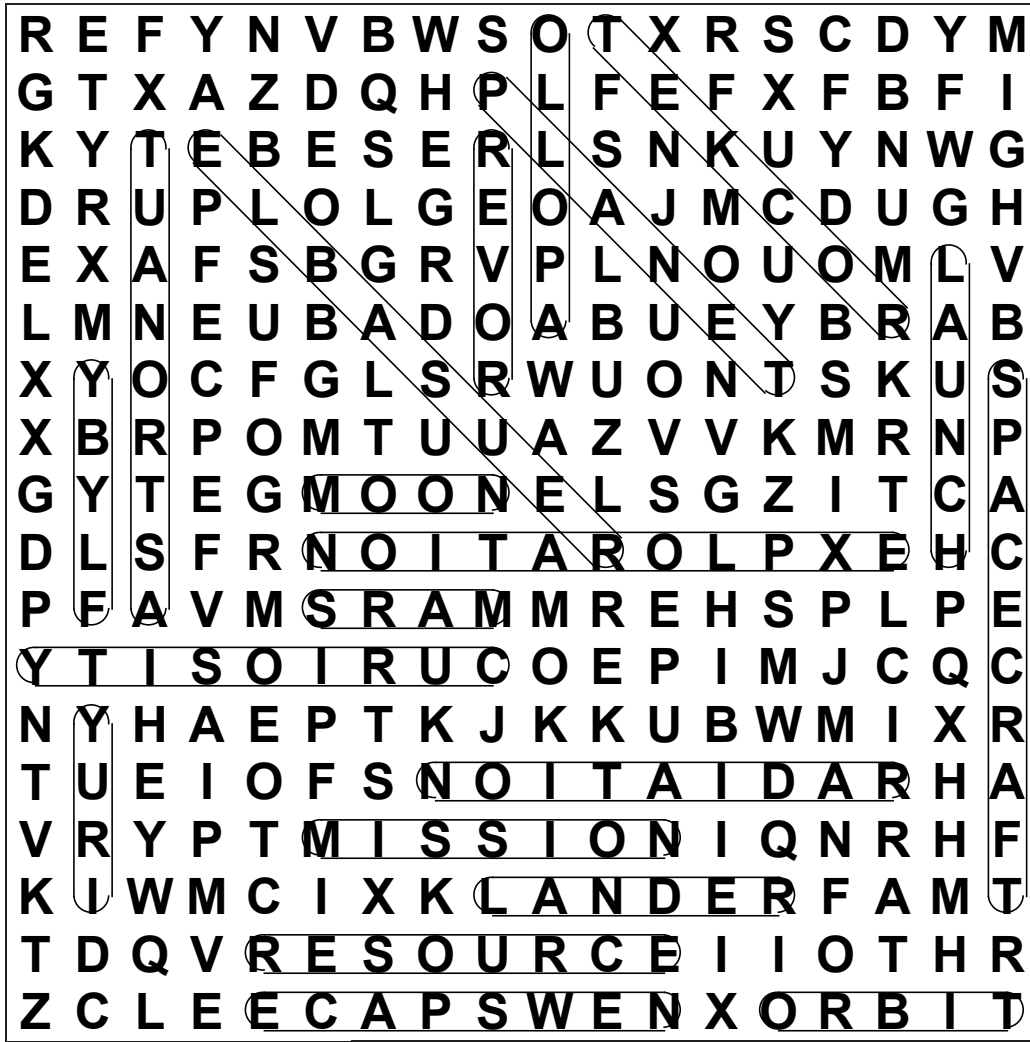 R E F Y N V B W S O T X R S C D Y M
G T X A Z D Q H P L F E F X F B F I
K Y T E B E S E R L S N K U Y N W G
D R U P L O L G E O A J M C D U G H
E X A F S B G R V P L N O U O M L V
L M N E U B A D O A B U E Y B R A B
X Y O C F G L S R W U O N T S K U S
X B R P O M T U U A Z V V K M R N P
G Y T E G M O O N E L S G Z I T C A
D L S F R N O I T A R O L P X E H C
P F A V M S R A M M R E H S P L P E
Y T I S O I R U C O E P I M J C Q C
N Y H A E P T K J K K U B W M I X R
T U E I O F S N O I T A I D A R H A
V R Y P T M I S S I O N I Q N R H F
K I W M C I X K L A N D E R F A M T
T D Q V R E S O U R C E I I O T H R
Z C L E E C A P S W E N X O R B I T